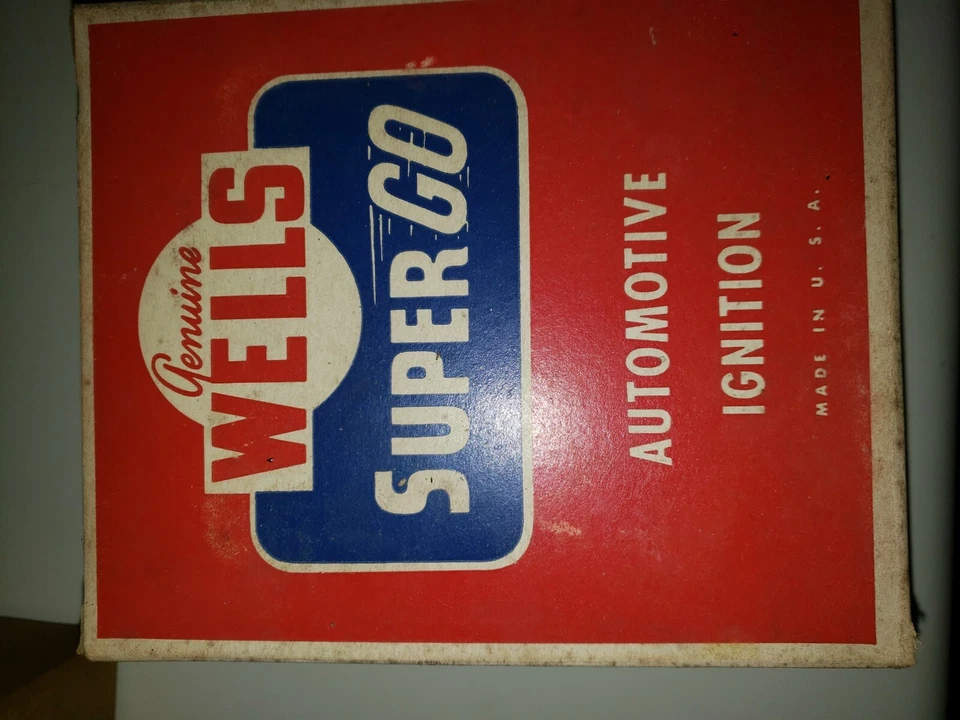 Genuine
WELLS
SUPER GO
AUTOMOTIVE
IGNITION
MADE IN U. S. A.